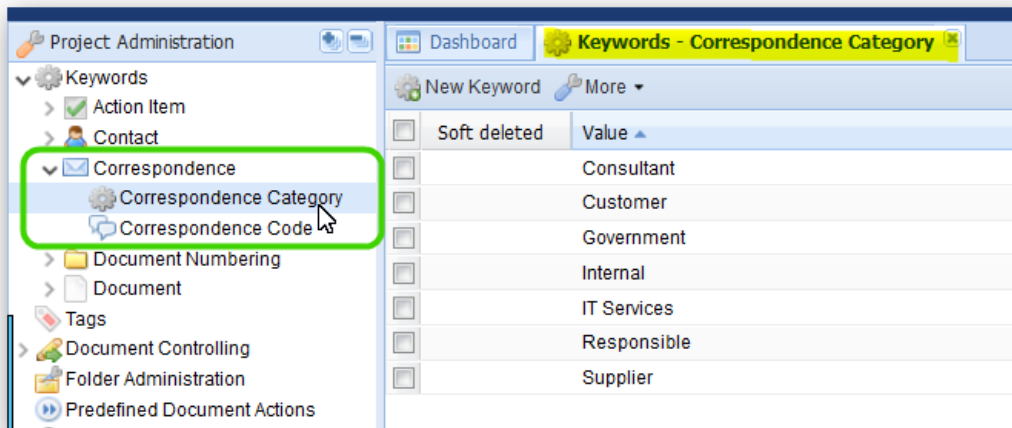 Project Administration
Keywords
Action Item
Contact
Correspondence
Correspondence Category
Correspondence Code
Document Numbering
Document
Tags
Document Controlling
Folder Administration
Predefined Document Actions
Dashboard
Keywords - Correspondence Category
New Keyword
More
Soft deleted
Value
Consultant
Customer
Government
Internal
IT Services
Responsible
Supplier